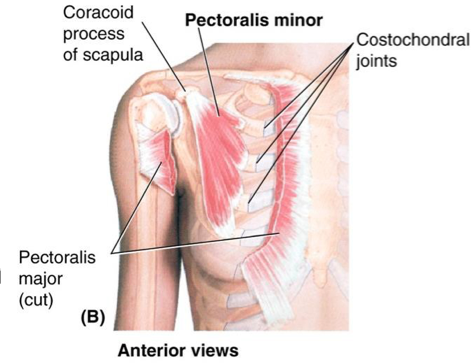 Coracoid
process
of scapula
Pectoralis minor
Costochondral
joints
Pectoralis
major
(cut)
(B)
Anterior views